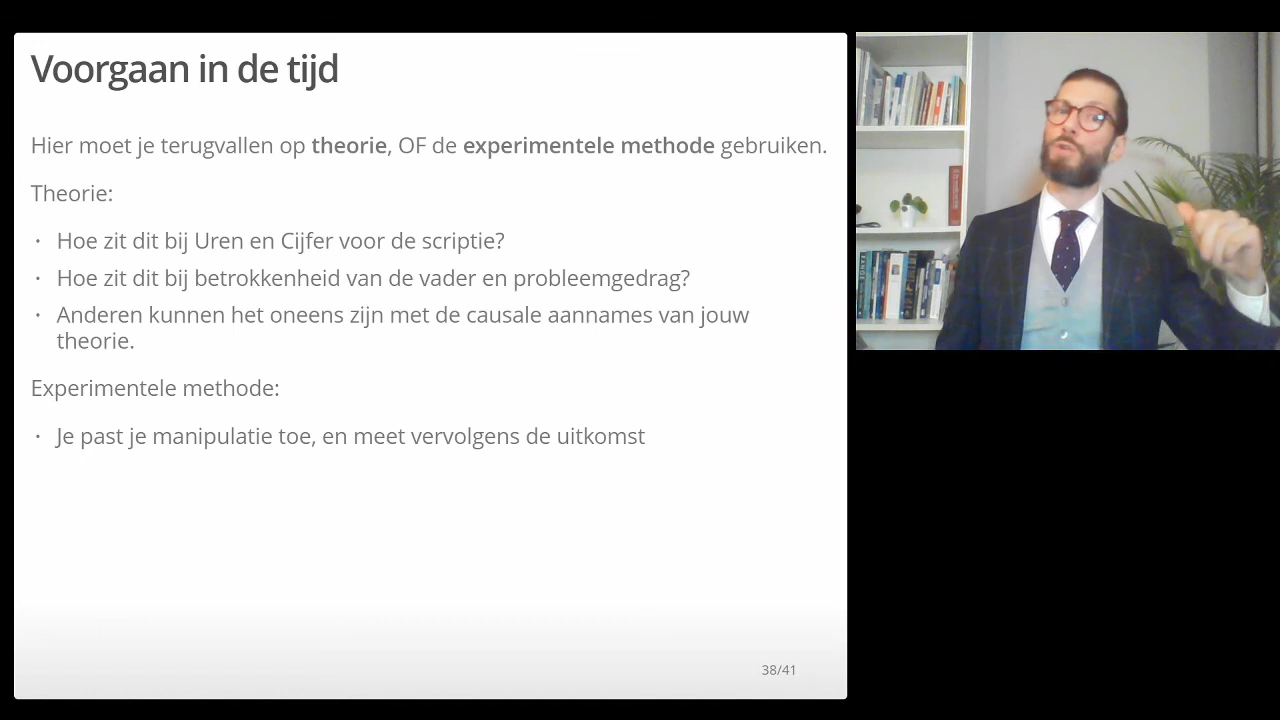 Voorgaan in de tijd
Hier moet je terugvallen op theorie, OF de experimentele methode gebruiken.
Theorie:
· Hoe zit dit bij Uren en Cijfer voor de scriptie?
· Hoe zit dit bij betrokkenheid van de vader en probleemgedrag?
· Anderen kunnen het oneens zijn met de causale aannames van jouw
theorie.
Experimentele methode:
· Je past je manipulatie toe, en meet vervolgens de uitkomst
38/41